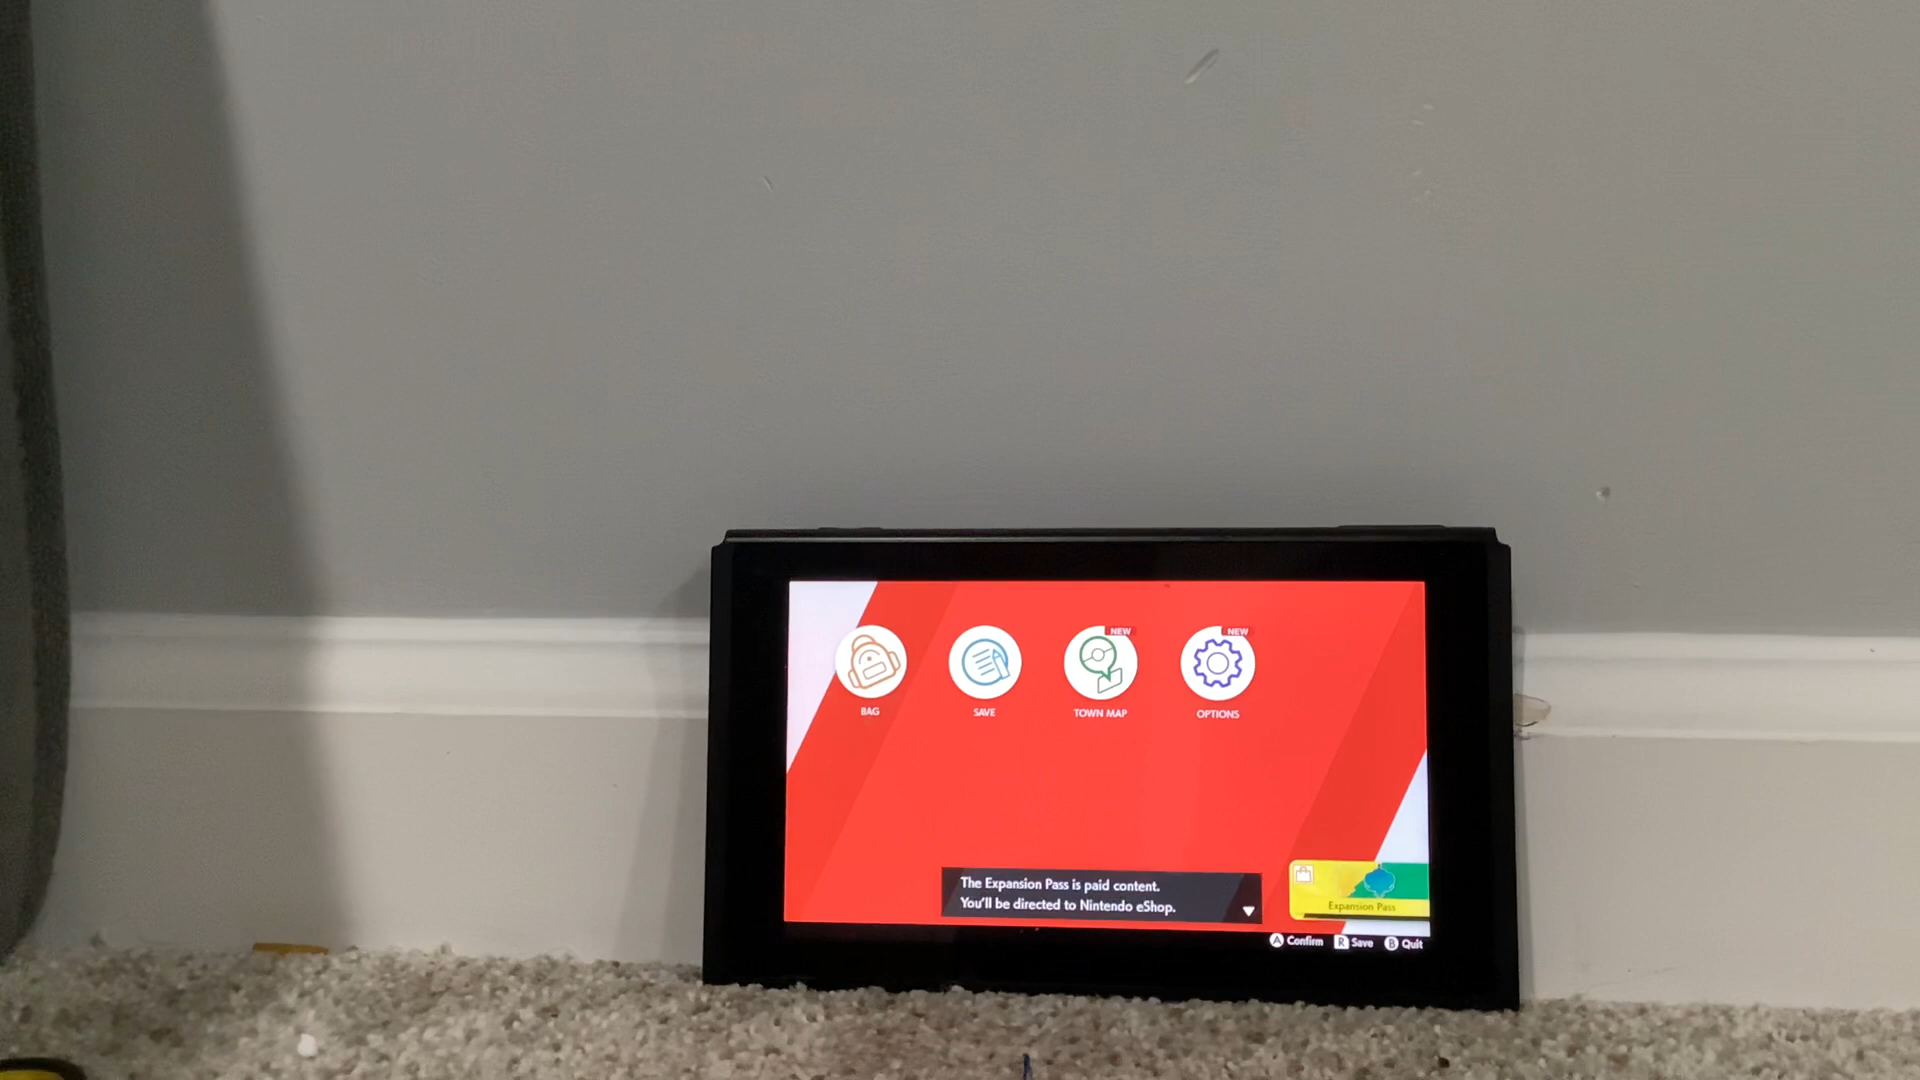 NEW
NEW
BAG
SAVE
TOWN MAP
OPTIONS
The Expansion Pass is paid content.
You'll be directed to Nintendo eShop.
Expansion Pass
A Confirm R Save B Quit